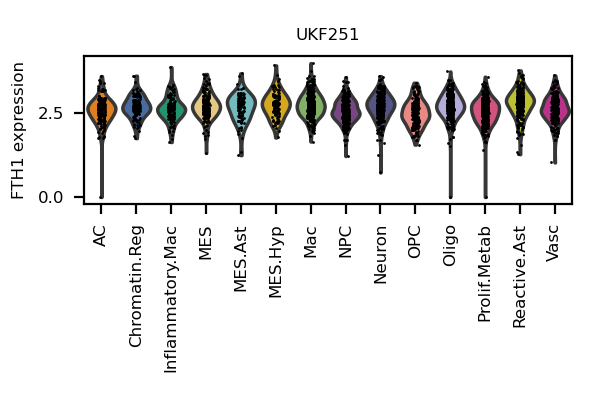 UKF251
FTH1 expression
2.5
0.0
AC
Chromatin.Reg
Inflammatory.Mac
MES
MES.Ast
MES.Hyp
Mac
NPC
Neuron
OPC
Oligo
Prolif.Metab
Reactive.Ast
Vasc